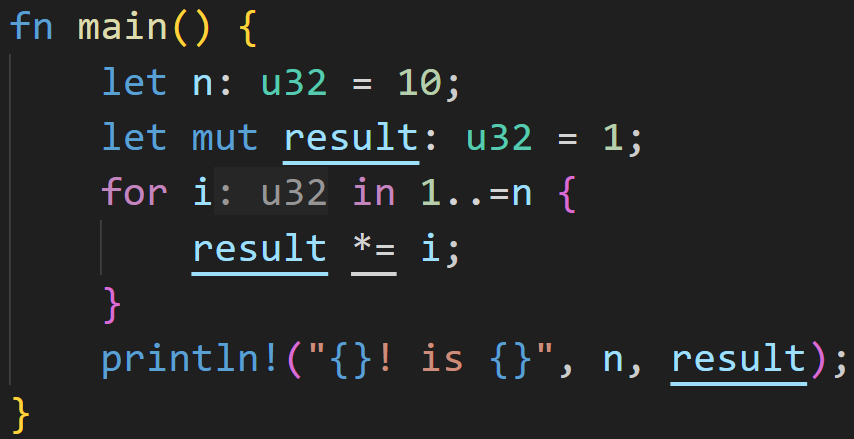 fn main() {
    let n: u32 = 10;
    let mut result: u32 = 1;
    for i: u32 in 1..=n {
        result *= i;
    }
    println!("{}! is {}", n, result);
}